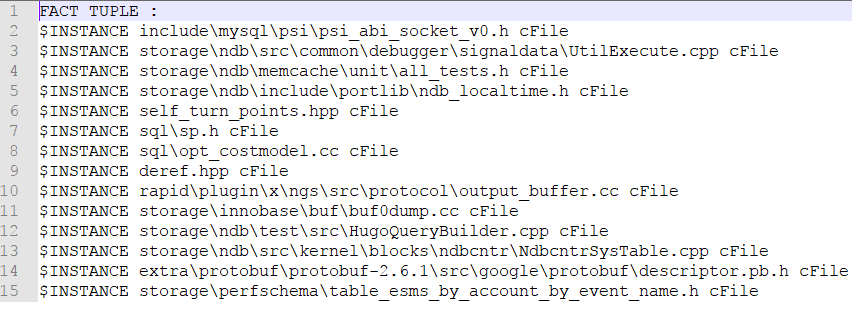 1 FACT TUPLE :
2 $INSTANCE include\mysql\psi\psi_abi_socket_v0.h cFile
3 $INSTANCE storage\ndb\src\common\debugger\signaldata\UtilExecute.cpp cFile
4 $INSTANCE storage\ndb\memcache\unit\all_tests.h cFile
5 $INSTANCE storage\ndb\include\portlib\ndb_localtime.h cFile
6 $INSTANCE self_turn_points.hpp cFile
7 $INSTANCE sql\sp.h cFile
8 $INSTANCE sql\opt_costmodel.cc cFile
9 $INSTANCE deref.hpp cFile
10 $INSTANCE rapid\plugin\x\ngs\src\protocol\output_buffer.cc cFile
11 $INSTANCE storage\innobase\buf\buf0dump.cc cFile
12 $INSTANCE storage\ndb\test\src\HugoQueryBuilder.cpp cFile
13 $INSTANCE storage\ndb\src\kernel\blocks\ndbcntr\NdbcntrSysTable.cpp cFile
14 $INSTANCE extra\protobuf\protobuf-2.6.1\src\google\protobuf\descriptor.pb.h cFile
15 $INSTANCE storage\perfschema\table_esms_by_account_by_event_name.h cFile